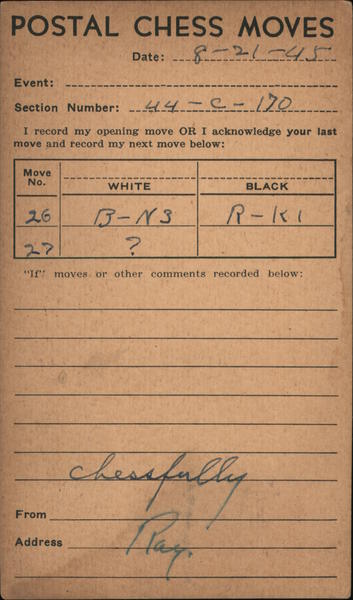 POSTAL CHESS MOVES
Date: 8-21-45
Event:
Section Number: 44-C-170
I record my opening move OR I acknowledge your last
move and record my next move below:
Move No. WHITE BLACK
26 B-N3 R-K1
27 ?
"If" moves or other comments recorded below:
chessfully
From
Address Ray.